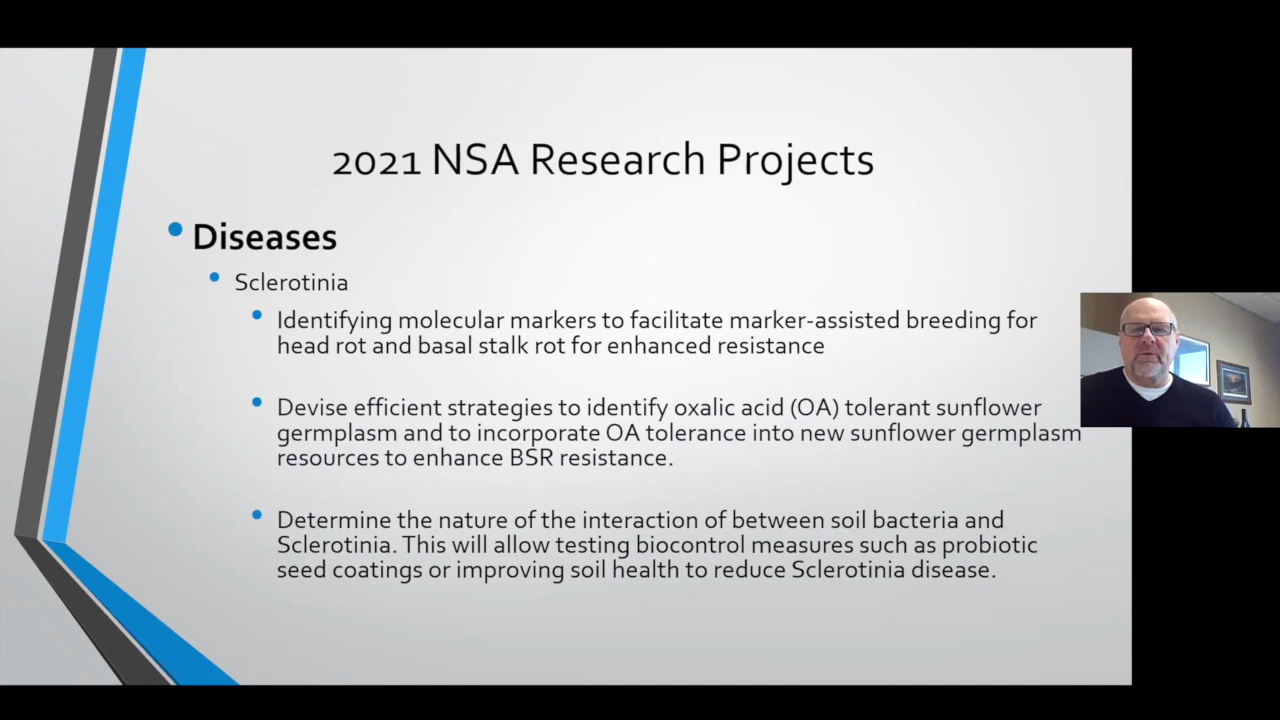 2021 NSA Research Projects
Diseases
Sclerotinia
Identifying molecular markers to facilitate marker-assisted breeding for
head rot and basal stalk rot for enhanced resistance
Devise efficient strategies to identify oxalic acid (OA) tolerant sunflower
germplasm and to incorporate OA tolerance into new sunflower germplasm
resources to enhance BSR resistance.
Determine the nature of the interaction of between soil bacteria and
Sclerotinia. This will allow testing biocontrol measures such as probiotic
seed coatings or improving soil health to reduce Sclerotinia disease.